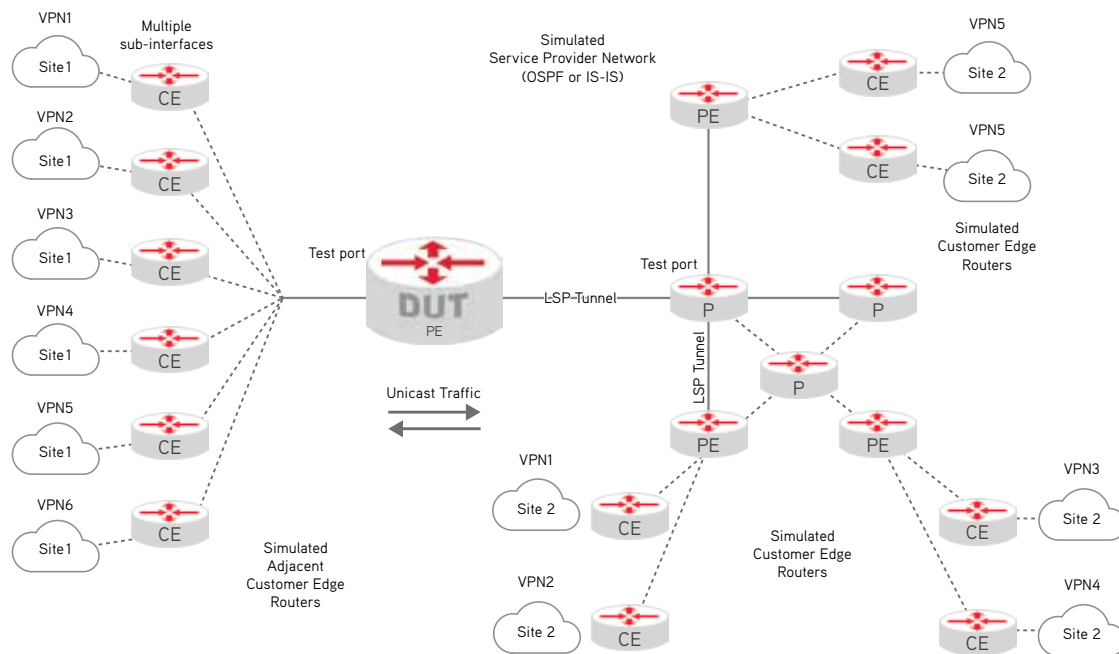 VPN1
Site1
Multiple
sub-interfaces
CE
VPN2
Site1
CE
VPN3
Site1
CE
VPN4
Site1
CE
VPN5
Site1
CE
VPN6
Site1
CE
Simulated
Adjacent
Customer Edge
Routers
Test port
DUT
PE
LSP Tunnel
Unicast Traffic
Simulated
Service Provider Network
(OSPF or IS-IS)
PE
CE
VPN5
Site 2
CE
VPN5
Site 2
Simulated
Customer Edge
Routers
Test port
P
P
P
LSP Tunnel
PE
PE
VPN1
Site 2
CE
VPN2
Site 2
CE
Simulated
Customer Edge
Routers
VPN3
CE
Site 2
VPN4
CE
Site 2